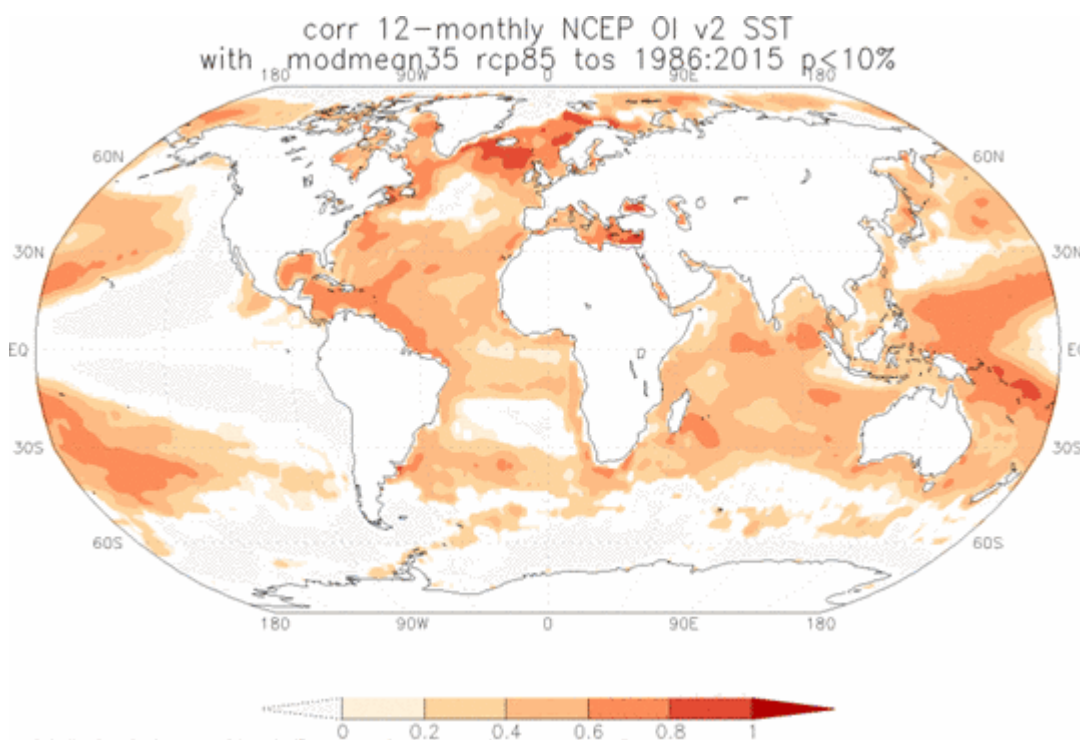 corr 12-monthly NCEP OI v2 SST
with modmegn35 rcp85 tos 1986:2015 p<10%
180 90W 0 90E 180
60N 60N
30N 30N
EQ EQ
30S 30S
60S 60S
180 90W 0 90E 180
0 0.2 0.4 0.6 0.8 1